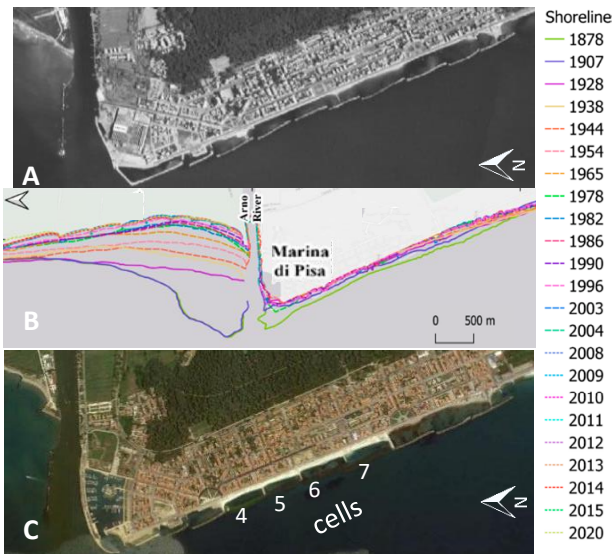 Shoreline
1878
1907
1928
1938
1944
1954
1965
1978
1982
1986
1990
1996
2003
2004
2008
2009
2010
2011
2012
2013
2014
2015
2020
A
N
Arno
River
Marina
di Pisa
B
0 500 m
4
5
6
7
cells
C
N